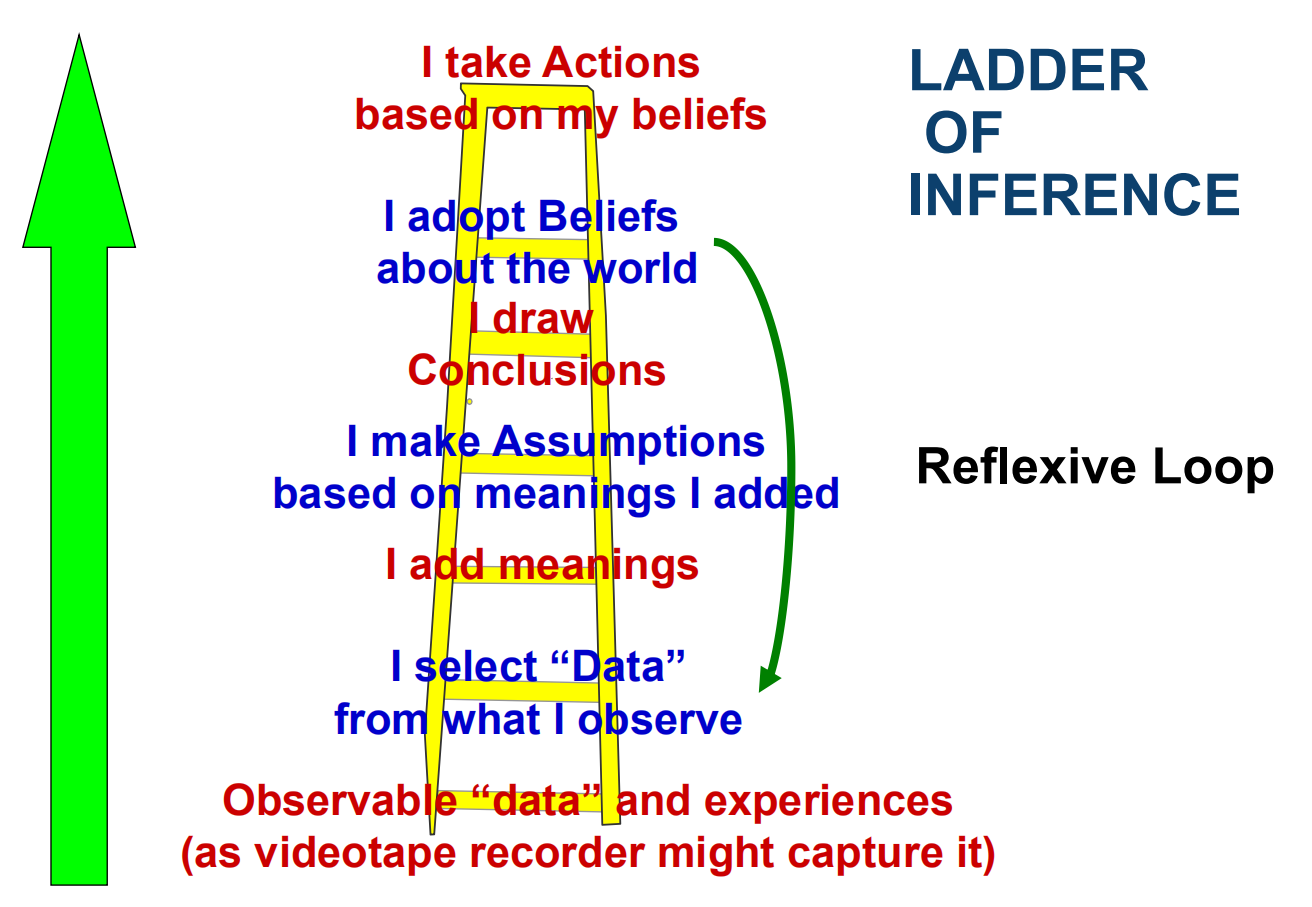 I take Actions
based on my beliefs
LADDER
OF
INFERENCE
I adopt Beliefs
about the world
I draw
Conclusions
I make Assumptions
based on meanings I added
Reflexive Loop
I add meanings
I select “Data”
from what I observe
Observable “data” and experiences
(as videotape recorder might capture it)